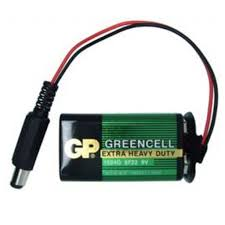 GP GREENCELL
EXTRA HEAVY DUTY
1604G 6F22 9V